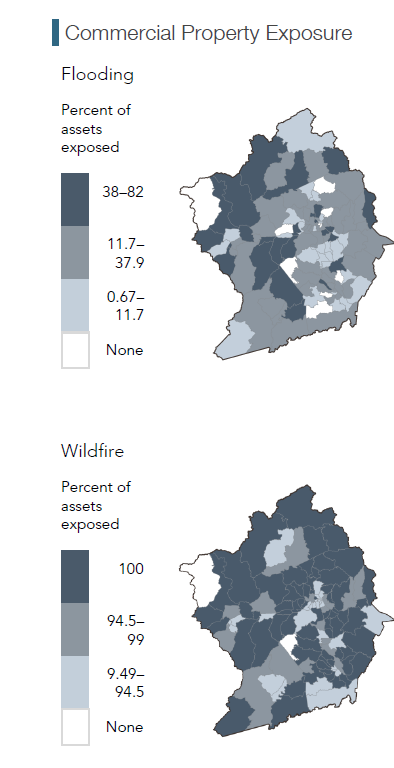 Commercial Property Exposure
Flooding
Percent of
assets
exposed
38–82
11.7–
37.9
0.67–
11.7
None
Wildfire
Percent of
assets
exposed
100
94.5–
99
9.49–
94.5
None